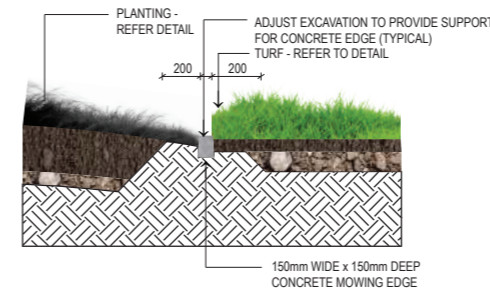 PLANTING -
REFER DETAIL
ADJUST EXCAVATION TO PROVIDE SUPPORT
FOR CONCRETE EDGE (TYPICAL)
TURF - REFER TO DETAIL
200
200
150mm WIDE x 150mm DEEP
CONCRETE MOWING EDGE